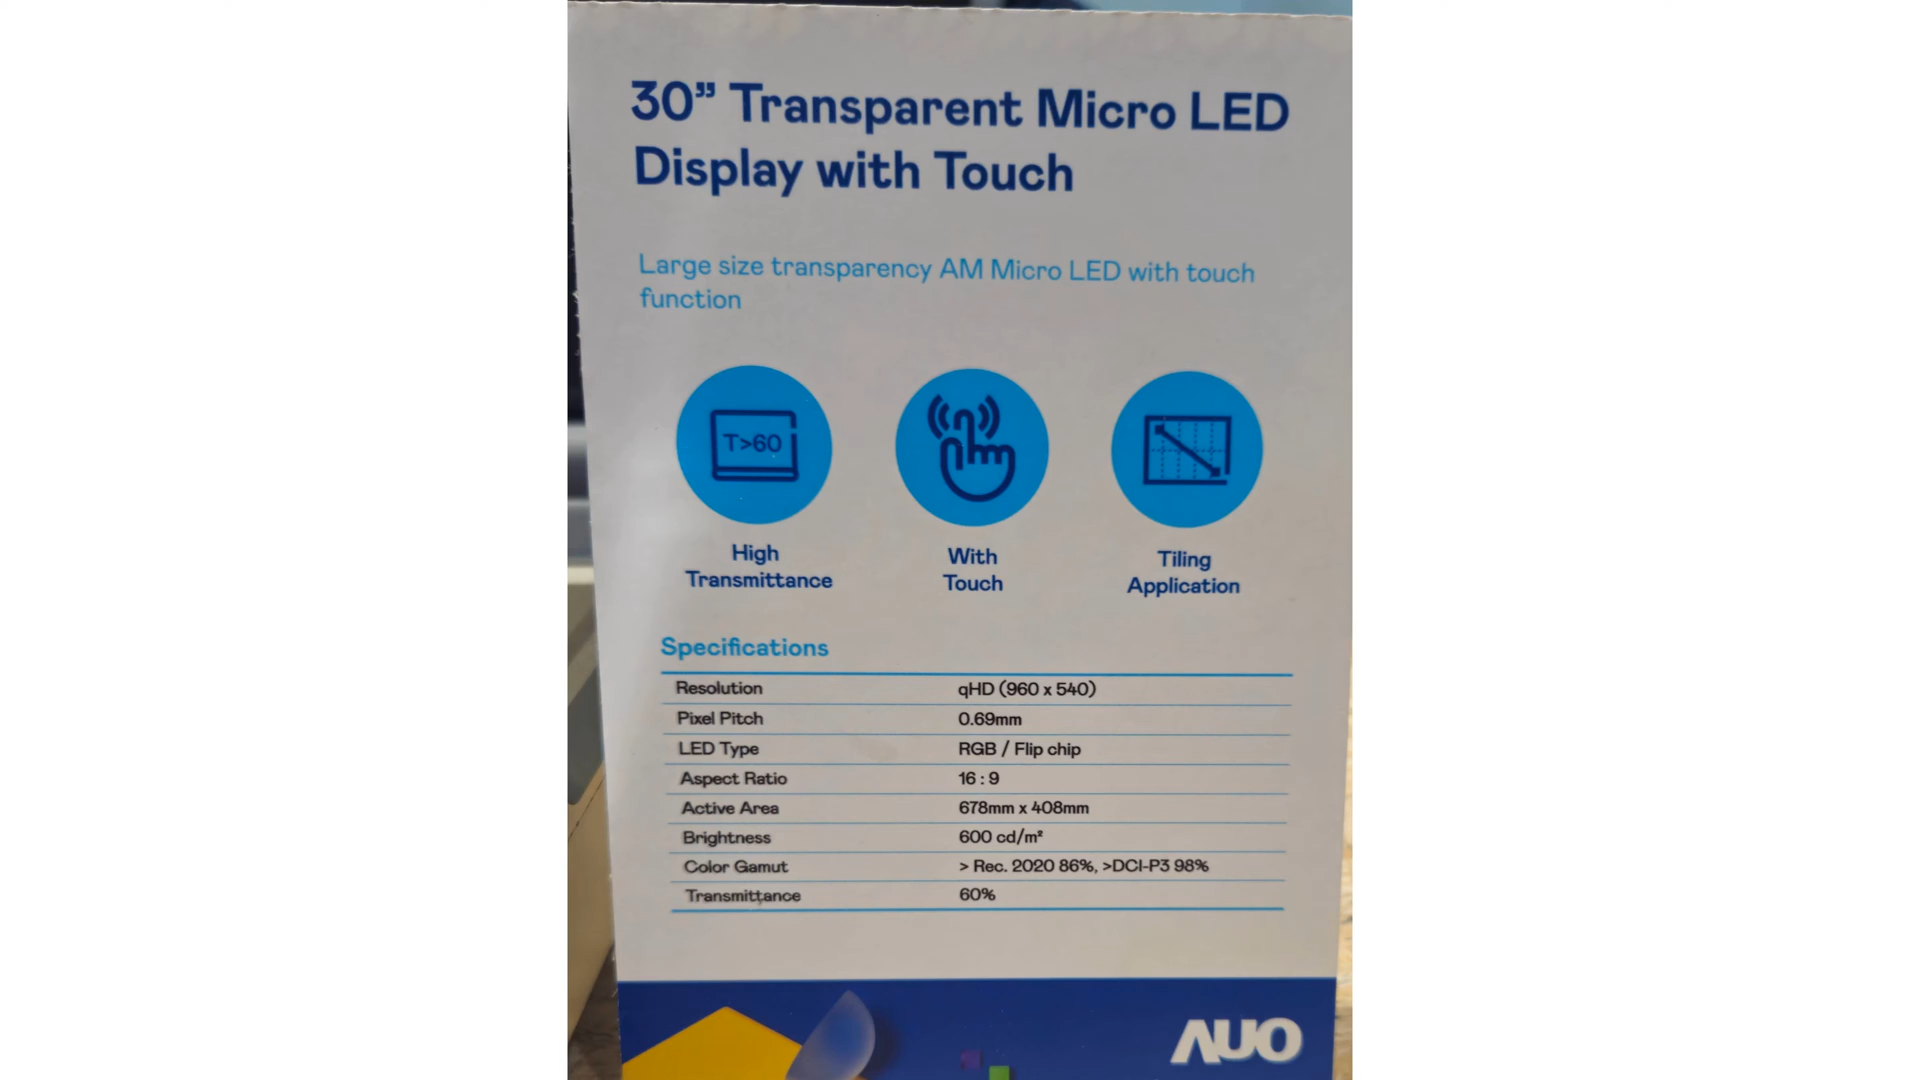 30” Transparent Micro LED
Display with Touch
Large size transparency AM Micro LED with touch
function
T>60
High
Transmittance
With
Touch
Tiling
Application
Specifications
Resolution qHD (960 x 540)
Pixel Pitch 0.69mm
LED Type RGB / Flip chip
Aspect Ratio 16 : 9
Active Area 678mm x 408mm
Brightness 600 cd/m²
Color Gamut > Rec. 2020 86%, >DCI-P3 98%
Transmittance 60%
AUO